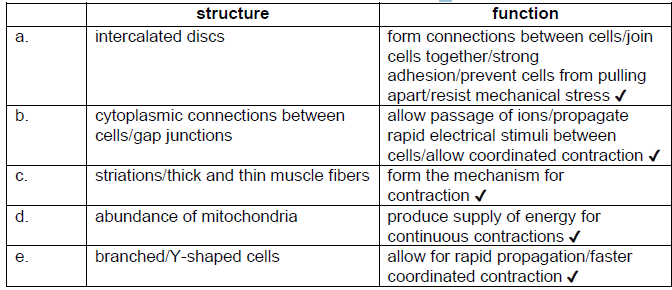 structure function
a. intercalated discs form connections between cells/join
cells together/strong
adhesion/prevent cells from pulling
apart/resist mechanical stress ✔
b. cytoplasmic connections between allow passage of ions/propagate
cells/gap junctions rapid electrical stimuli between
cells/allow coordinated contraction ✔
c. striations/thick and thin muscle fibers form the mechanism for
contraction ✔
d. abundance of mitochondria produce supply of energy for
continuous contractions ✔
e. branched/Y-shaped cells allow for rapid propagation/faster
coordinated contraction ✔